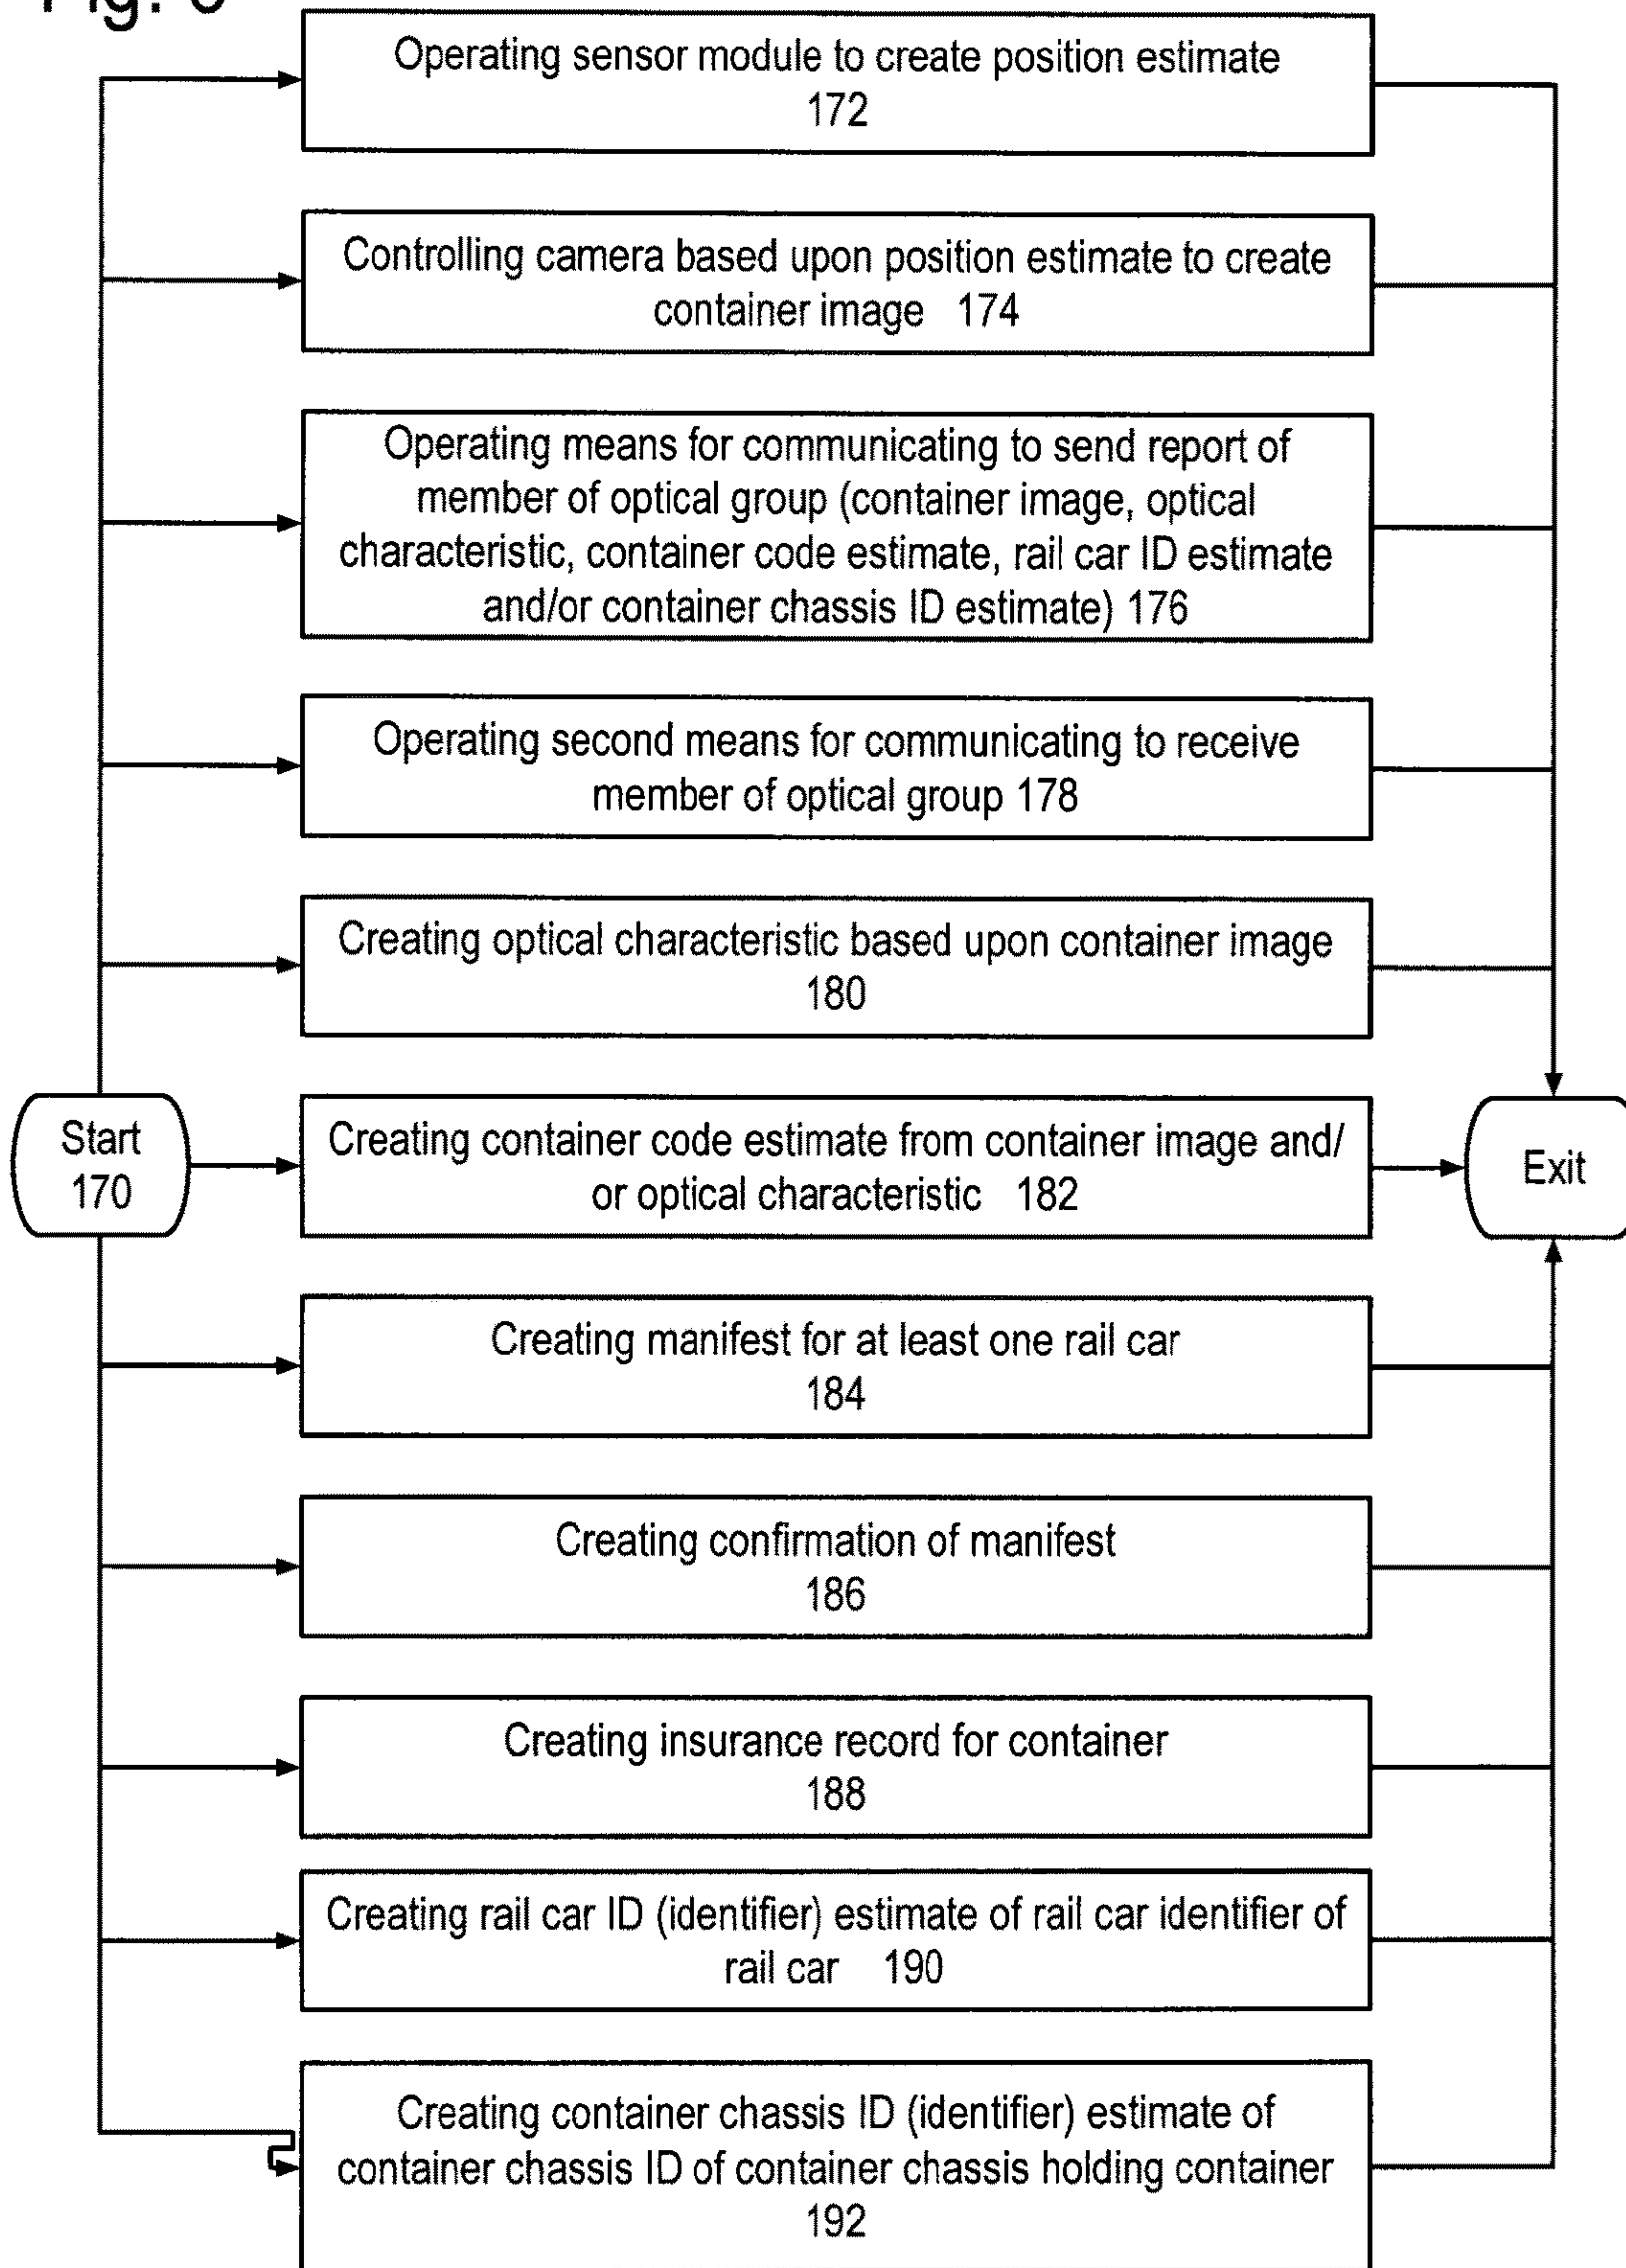 Fig.
Operating sensor module to create position estimate
172
Controlling camera based upon position estimate to create
container image 174
Operating means for communicating to send report of
member of optical group (container image, optical
characteristic, container code estimate, rail car ID estimate
and/or container chassis ID estimate) 176
Operating second means for communicating to receive
member of optical group 178
Creating optical characteristic based upon container image
180
Start
170
Creating container code estimate from container image and/
or optical characteristic 182
Exit
Creating manifest for at least one rail car
184
Creating confirmation of manifest
186
Creating insurance record for container
188
Creating rail car ID (identifier) estimate of rail car identifier of
rail car 190
Creating container chassis ID (identifier) estimate of
container chassis ID of container chassis holding container
192